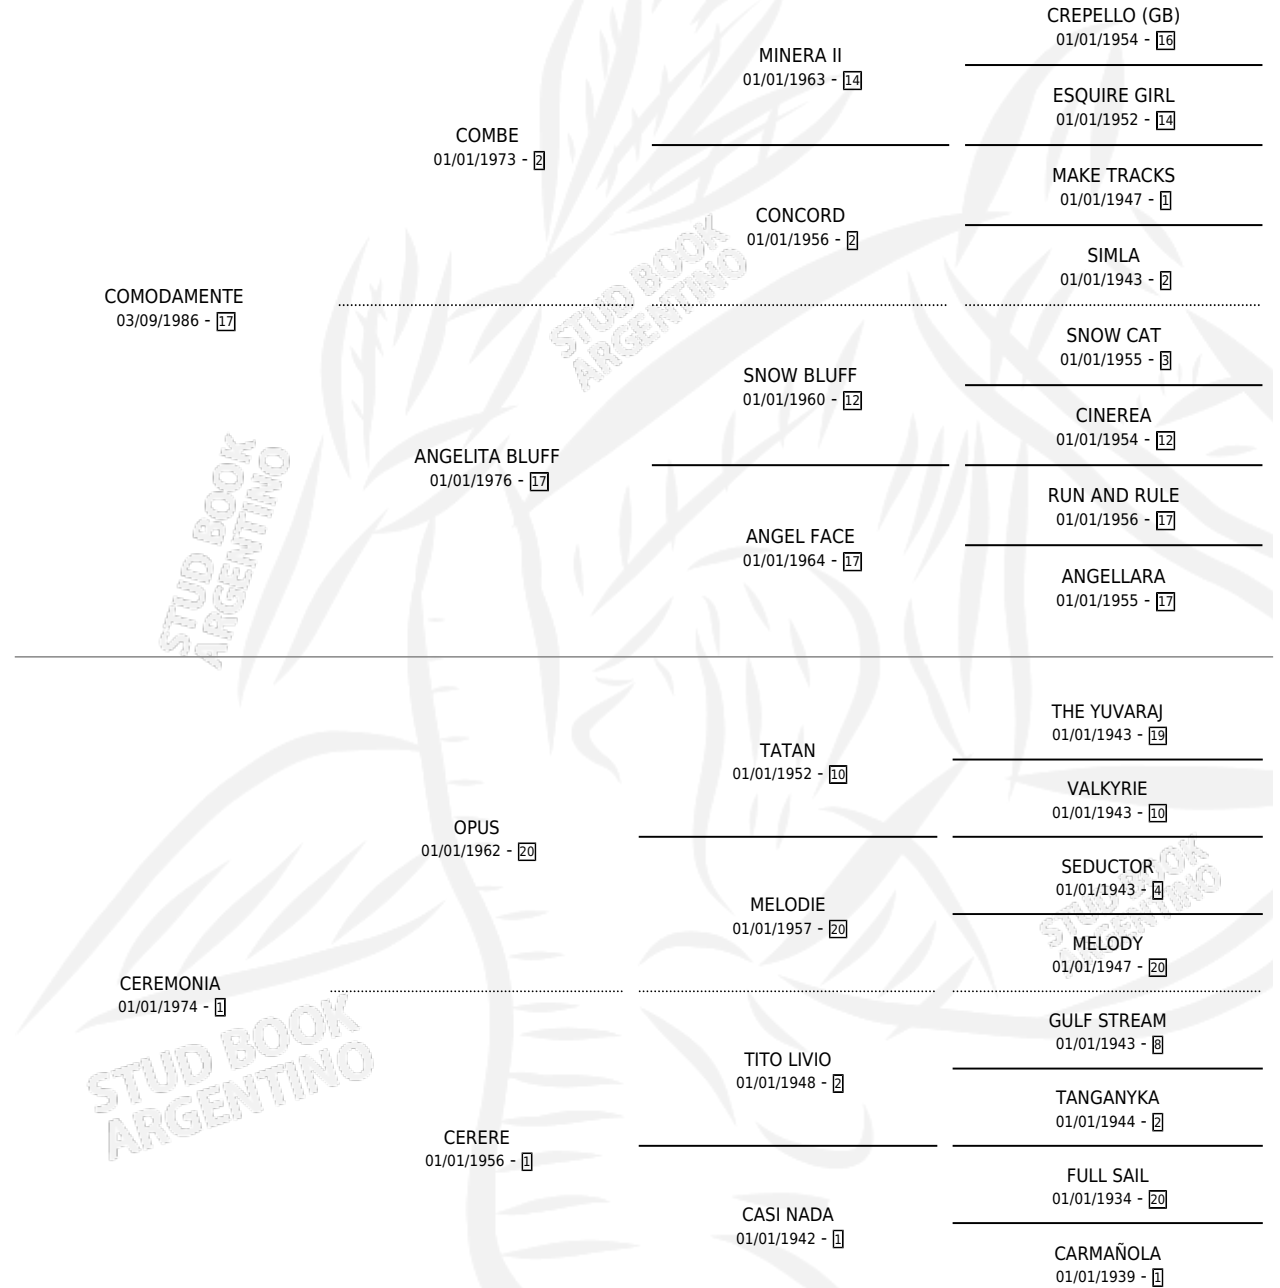 CREPELLO (GB)
01/01/1954 - 16
MINERA II
01/01/1963 - 14
ESQUIRE GIRL
01/01/1952 - 14
COMBE
01/01/1973 - 2
MAKE TRACKS
01/01/1947 - 1
CONCORD
01/01/1956 - 2
SIMLA
01/01/1943 - 2
COMODAMENTE
03/09/1986 - 17
SNOW CAT
01/01/1955 - 3
SNOW BLUFF
01/01/1960 - 12
CINEREA
01/01/1954 - 12
ANGELITA BLUFF
01/01/1976 - 17
RUN AND RULE
01/01/1956 - 17
ANGEL FACE
01/01/1964 - 17
ANGELLARA
01/01/1955 - 17
STUD BOOK
ARGENTINO
STUD BOOK
ARGENTINO
THE YUVARAJ
01/01/1943 - 19
TATAN
01/01/1952 - 10
VALKYRIE
01/01/1943 - 10
OPUS
01/01/1962 - 20
SEDUCTOR
01/01/1943 - 4
MELODIE
01/01/1957 - 20
MELODY
01/01/1947 - 20
CEREMONIA
01/01/1974 - 1
GULF STREAM
01/01/1943 - 8
TITO LIVIO
01/01/1948 - 2
TANGANYKA
01/01/1944 - 2
CERERE
01/01/1956 - 1
FULL SAIL
01/01/1934 - 20
CASI NADA
01/01/1942 - 1
CARMAÑOLA
01/01/1939 - 1
STUD BOOK
ARGENTINO
STUD BOOK
ARGENTINO